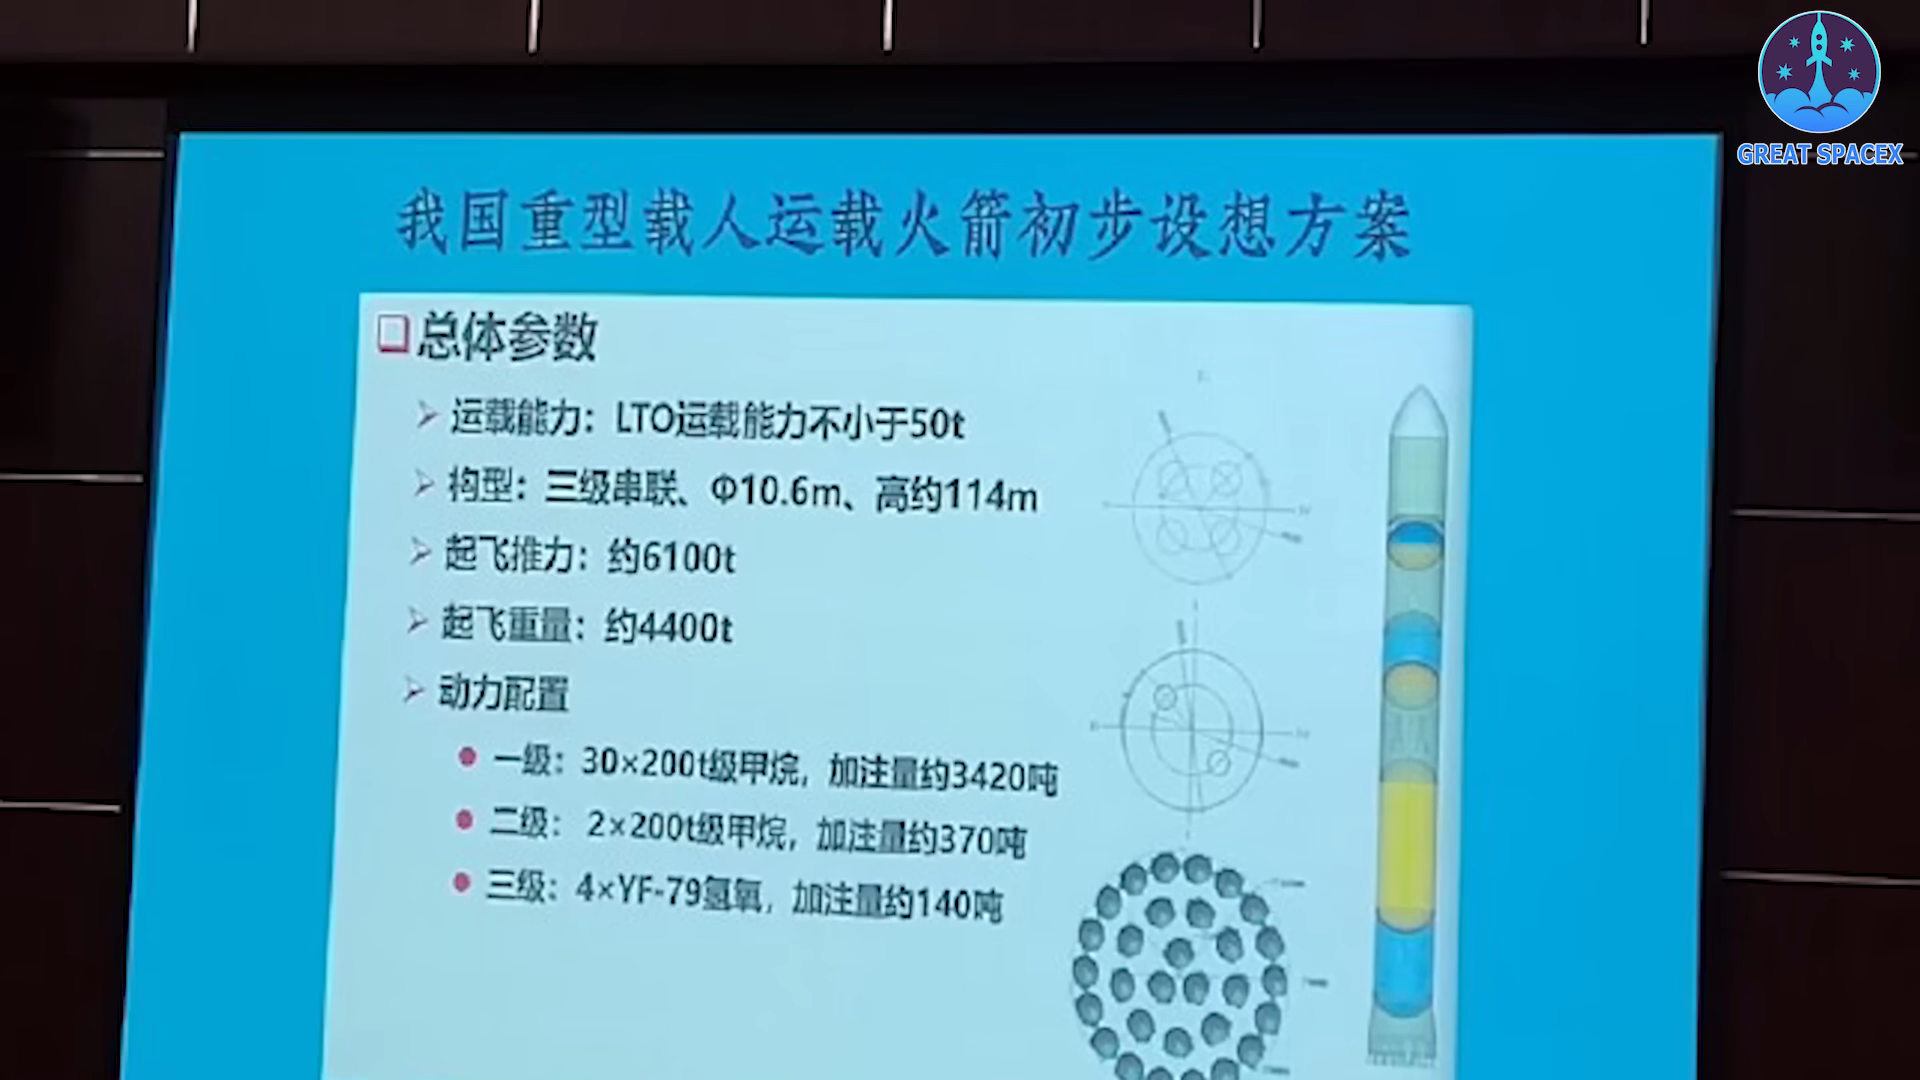 GREAT SPACEX
我国重型载人运载火箭初步设想方案
总体参数
运载能力：LTO运载能力不小于50t
构型：三级串联、Φ10.6m、高约114m
起飞推力：约6100t
起飞重量：约4400t
动力配置
一级：30×200t级甲烷，加注量约3420吨
二级：2×200t级甲烷，加注量约370吨
三级：4×YF-79氢氧，加注量约140吨